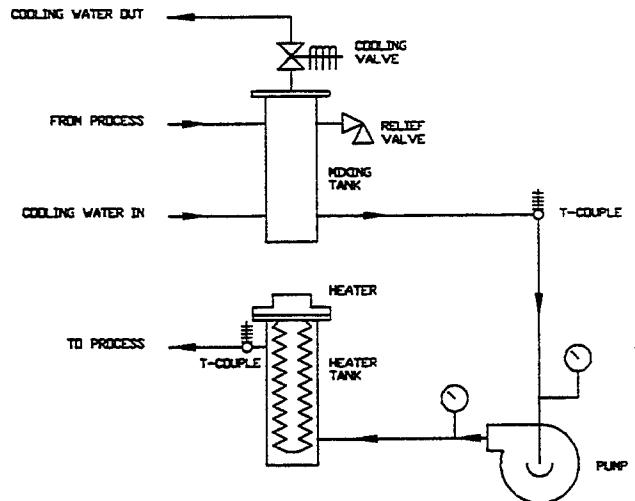 COOLING WATER OUT
COOLING
VALVE
FROM PROCESS
RELIEF
VALVE
MIXING
TANK
COOLING WATER IN
T-COUPLE
HEATER
TO PROCESS
T-COUPLE
HEATER
TANK
PUMP